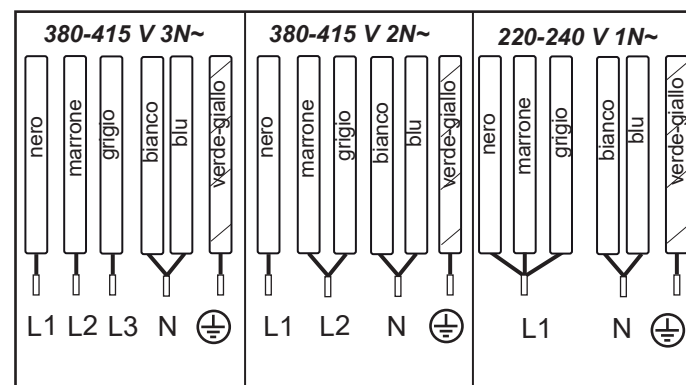 380-415 V 3N~
nero
marrone
grigio
bianco
blu
verde-giallo
L1 L2 L3 N
380-415 V 2N~
nero
marrone
grigio
bianco
blu
verde-giallo
L1 L2 N
220-240 V 1N~
nero
marrone
grigio
bianco
blu
verde-giallo
L1 N